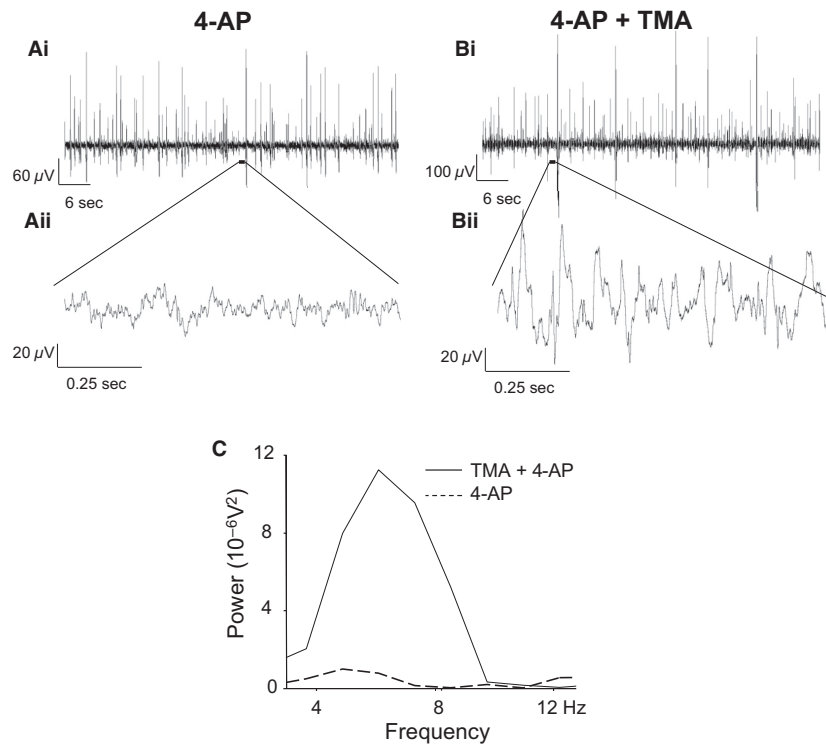 4-AP
4-AP + TMA
Ai
Bi
60 µV
6 sec
100 µV
6 sec
Aii
Bii
20 µV
0.25 sec
20 µV
0.25 sec
C
12
8
4
0
Power (10⁻⁶V²)
TMA + 4-AP
4-AP
4
8
12 Hz
Frequency